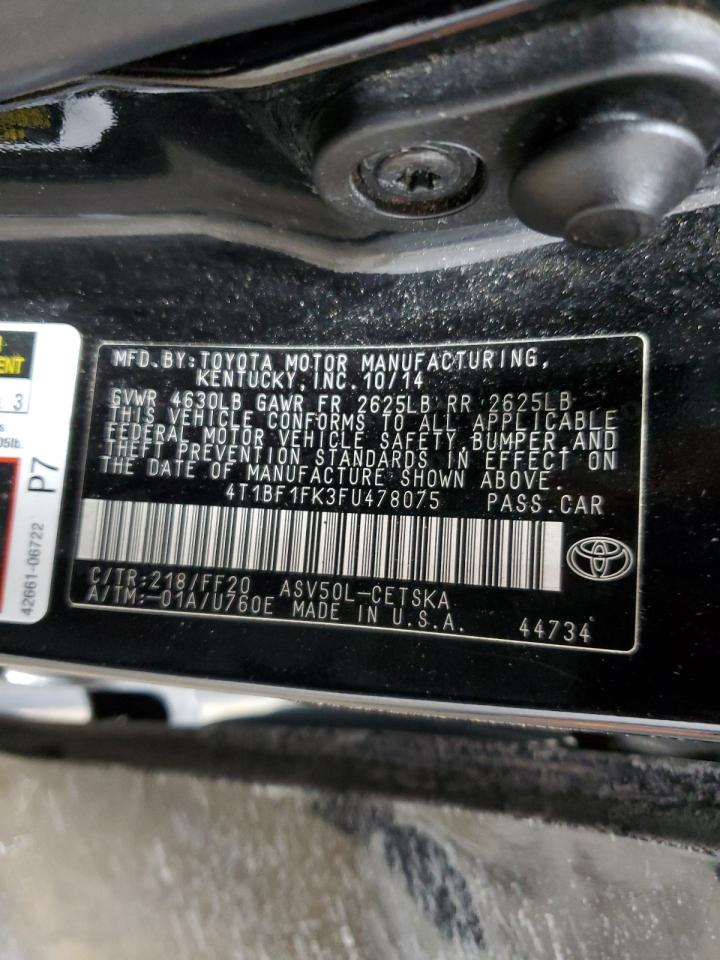 ENT
3
05lb.
P7
42661-06722
MFD.BY:TOYOTA MOTOR MANUFACTURING,
KENTUCKY,INC.10/14
GVWR 4630LB GAWR FR 2625LB RR 2625LB
THIS VEHICLE CONFORMS TO ALL APPLICABLE
FEDERAL MOTOR VEHICLE SAFETY,BUMPER,AND
THEFT PREVENTION STANDARDS IN EFFECT ON
THE DATE OF MANUFACTURE SHOWN ABOVE.
4T1BF1FK3FU478075 PASS.CAR
C/TR:218/FF20 ASV50L-CETSKA
A/TM:-01A/U760E MADE IN U.S.A. 44734